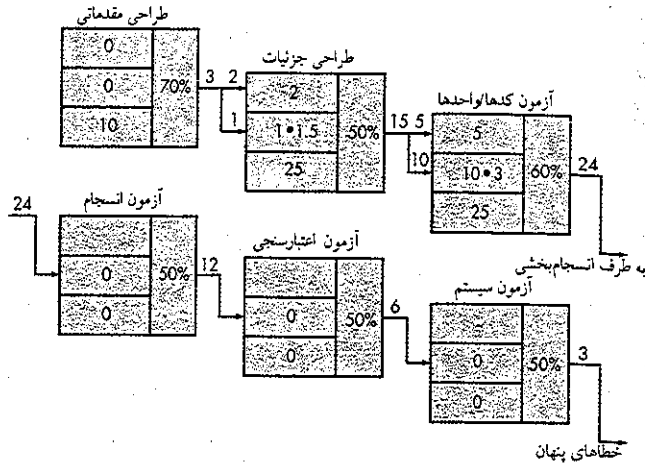 طراحی مقدماتی
0
0
10
70%
3 2
1
طراحی جزئیات
2
1 • 1.5
25
50%
15 5
10
آزمون کدها/واحدها
5
10 • 3
25
60%
24
به طرف انسجام‌بخشی
24
آزمون انسجام
0
0
50%
12
آزمون اعتبارسنجی
0
0
50%
6
آزمون سیستم
0
0
50%
3
خطاهای پنهان